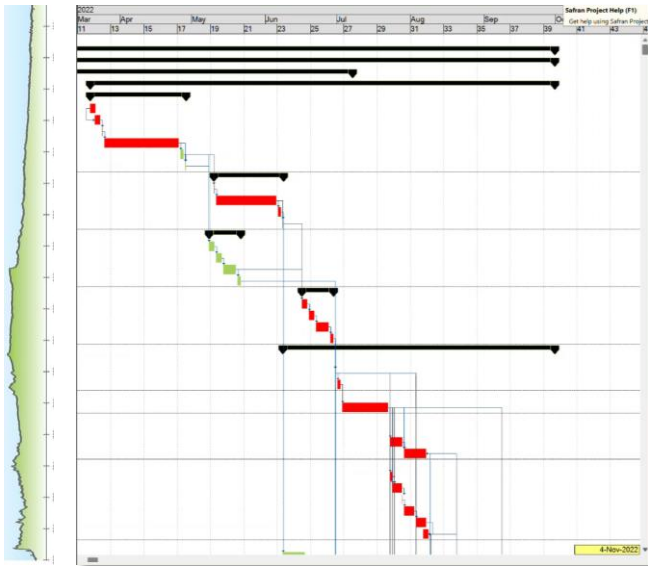 2022
Mar Apr May Jun Jul Aug Sep O
11 13 15 17 19 21 23 25 27 29 31 33 35 37 39 41 43 4
Safran Project Help (F1)
Get help using Safran Project
4-Nov-2022